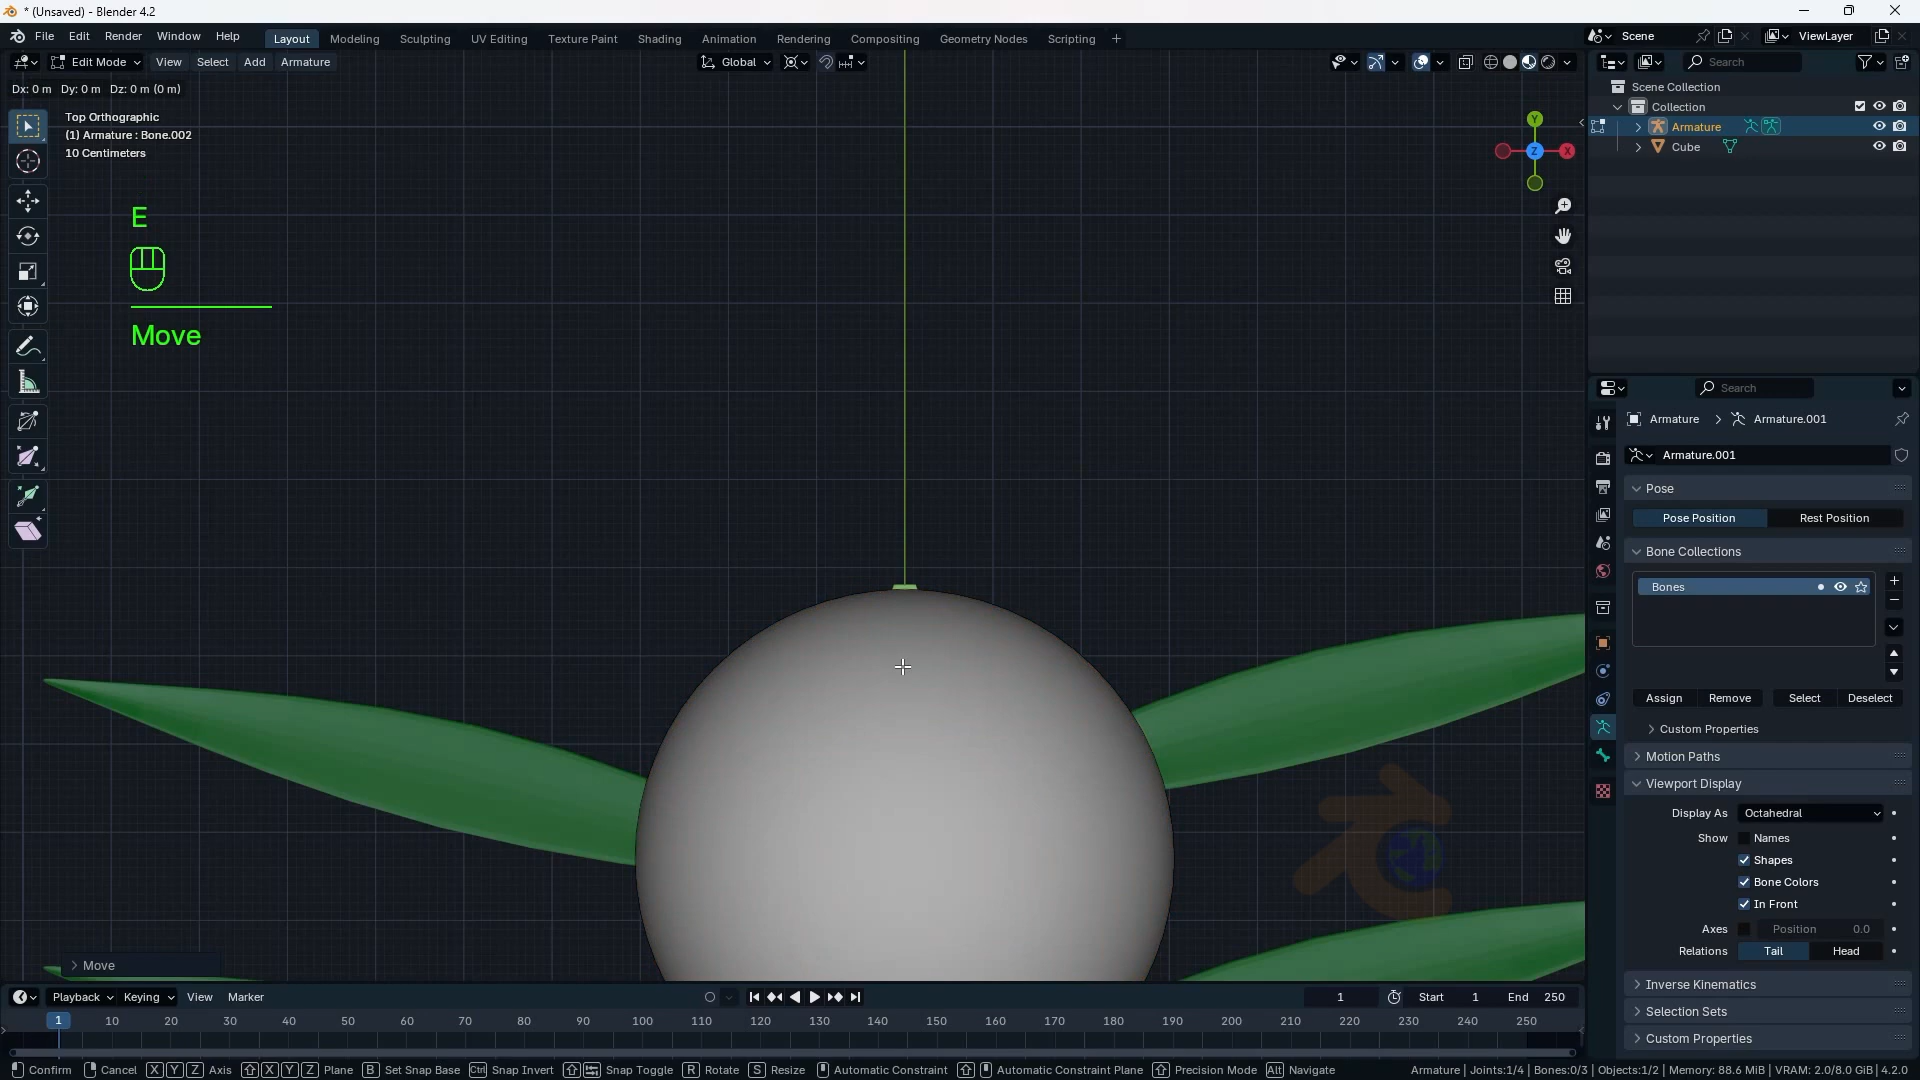 * (Unsaved) - Blender 4.2
File Edit Render Window Help
Layout Modeling Sculpting UV Editing Texture Paint Shading Animation Rendering Compositing Geometry Nodes Scripting +
Scene ViewLayer
Edit Mode View Select Add Armature
Global
Search
Dx: 0 m Dy: 0 m Dz: 0 m (0 m)
Top Orthographic
(1) Armature : Bone.002
10 Centimeters
E
Move
Y
Z
X
Scene Collection
Collection
Armature
Cube
Search
Armature > Armature.001
Armature.001
Pose
Pose Position Rest Position
Bone Collections
Bones
Assign Remove Select Deselect
Custom Properties
Motion Paths
Viewport Display
Display As Octahedral
Show Names
Shapes
Bone Colors
In Front
Axes Position 0.0
Relations Tail Head
Inverse Kinematics
Selection Sets
Custom Properties
Move
Playback Keying View Marker
1 Start 1 End 250
1 10 20 30 40 50 60 70 80 90 100 110 120 130 140 150 160 170 180 190 200 210 220 230 240 250
Confirm Cancel X Y Z Axis X Y Z Plane B Set Snap Base Ctrl Snap Invert Snap Toggle R Rotate S Resize Automatic Constraint Automatic Constraint Plane Precision Mode Alt Navigate
Armature | Joints:1/4 | Bones:0/3 | Objects:1/2 | Memory: 88.6 MiB | VRAM: 2.0/8.0 GiB | 4.2.0